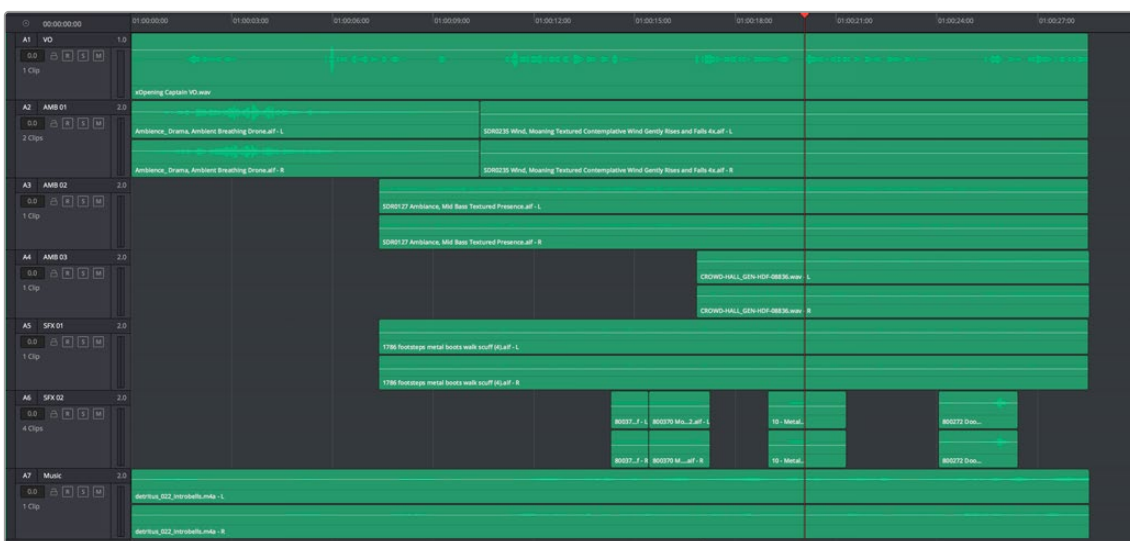 00:00:00:00 01:00:00:00 01:00:03:00 01:00:06:00 01:00:09:00 01:00:12:00 01:00:15:00 01:00:18:00 01:00:21:00 01:00:24:00 01:00:27:00
A1 VO 1.0
0.0 R S M
1 Clip
xOpening Captain VO.wav
A2 AMB 01 2.0
0.0 R S M
2 Clips
Ambience_ Drama, Ambient Breathing Drone.aif - L
SDR0235 Wind, Moaning Textured Contemplative Wind Gently Rises and Falls 4x.aif - L
Ambience_ Drama, Ambient Breathing Drone.aif - R
SDR0235 Wind, Moaning Textured Contemplative Wind Gently Rises and Falls 4x.aif - R
A3 AMB 02 2.0
0.0 R S M
1 Clip
SDR0127 Ambiance, Mid Bass Textured Presence.aif - L
SDR0127 Ambiance, Mid Bass Textured Presence.aif - R
A4 AMB 03 2.0
0.0 R S M
1 Clip
CROWD-HALL_GEN-HDF-08836.wav - L
CROWD-HALL_GEN-HDF-08836.wav - R
A5 SFX 01 2.0
0.0 R S M
1 Clip
1786 footsteps metal boots walk scuff (4).aif - L
1786 footsteps metal boots walk scuff (4).aif - R
A6 SFX 02 2.0
0.0 R S M
4 Clips
80037...f - L 800370 Mo...2.aif - L 10 - Metal... 800272 Doo...
80037...f - R 800370 M....aif - R 10 - Metal... 800272 Doo...
A7 Music 2.0
0.0 R S M
1 Clip
detritus_022_introbells.m4a - L
detritus_022_introbells.m4a - R